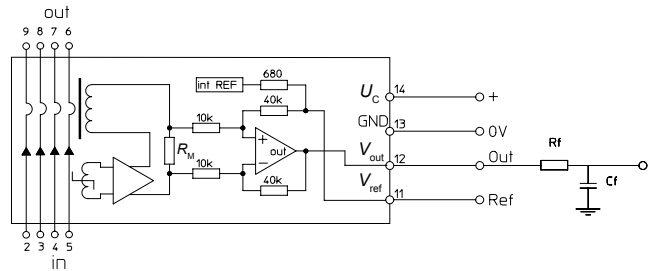 out
9 8 7 6
int REF
680
U_C 14 +
40k
10k
GND 13 0V
+
out
R_M
V_out 12 Out
Rf
10k
−
40k
V_ref 11 Ref
Cf
2 3 4 5
in